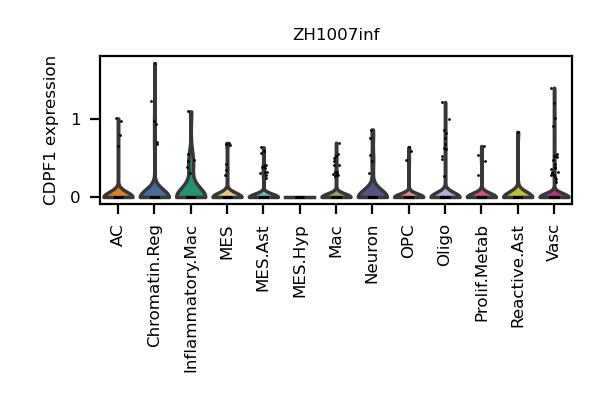 ZH1007inf
CDPF1 expression
1
0
AC
Chromatin.Reg
Inflammatory.Mac
MES
MES.Ast
MES.Hyp
Mac
Neuron
OPC
Oligo
Prolif.Metab
Reactive.Ast
Vasc